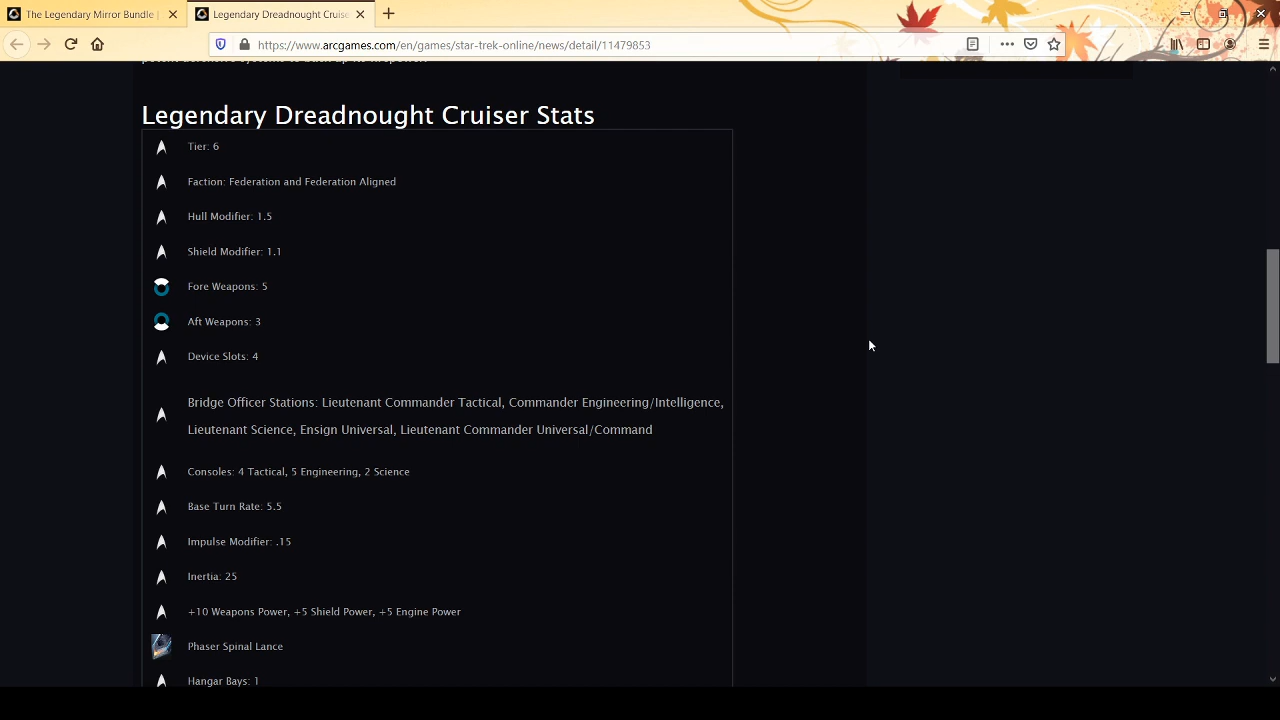 The Legendary Mirror Bundle |
Legendary Dreadnought Cruise
https://www.arcgames.com/en/games/star-trek-online/news/detail/11479853
Legendary Dreadnought Cruiser Stats
Tier: 6
Faction: Federation and Federation Aligned
Hull Modifier: 1.5
Shield Modifier: 1.1
Fore Weapons: 5
Aft Weapons: 3
Device Slots: 4
Bridge Officer Stations: Lieutenant Commander Tactical, Commander Engineering/Intelligence,
Lieutenant Science, Ensign Universal, Lieutenant Commander Universal/Command
Consoles: 4 Tactical, 5 Engineering, 2 Science
Base Turn Rate: 5.5
Impulse Modifier: .15
Inertia: 25
+10 Weapons Power, +5 Shield Power, +5 Engine Power
Phaser Spinal Lance
Hangar Bays: 1